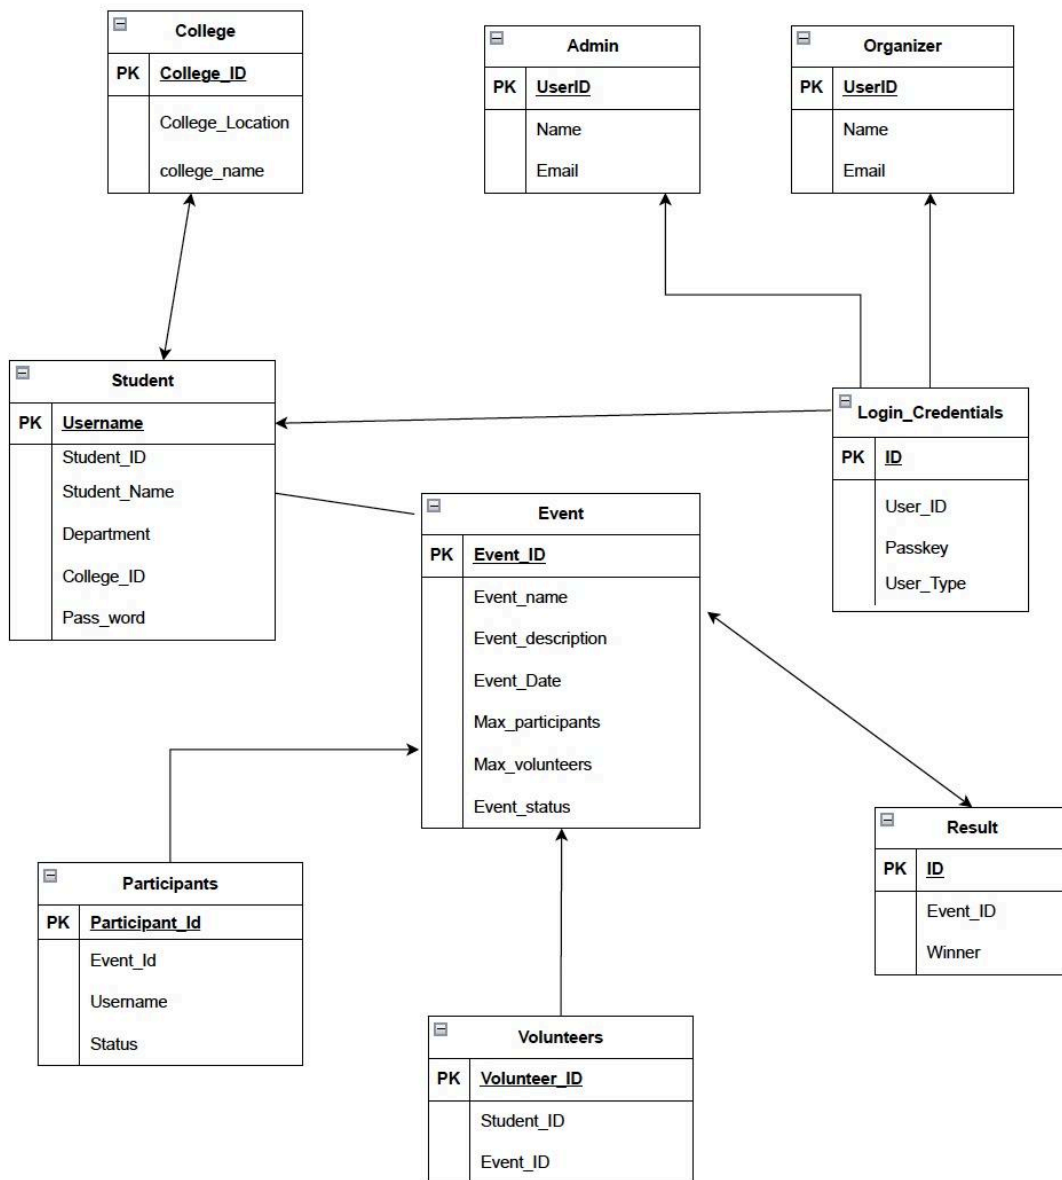 College
PK College_ID
College_Location
college_name
Admin
PK UserID
Name
Email
Organizer
PK UserID
Name
Email
Student
PK Username
Student_ID
Student_Name
Department
College_ID
Pass_word
Login_Credentials
PK ID
User_ID
Passkey
User_Type
Event
PK Event_ID
Event_name
Event_description
Event_Date
Max_participants
Max_volunteers
Event_status
Result
PK ID
Event_ID
Winner
Participants
PK Participant_Id
Event_Id
Username
Status
Volunteers
PK Volunteer_ID
Student_ID
Event_ID